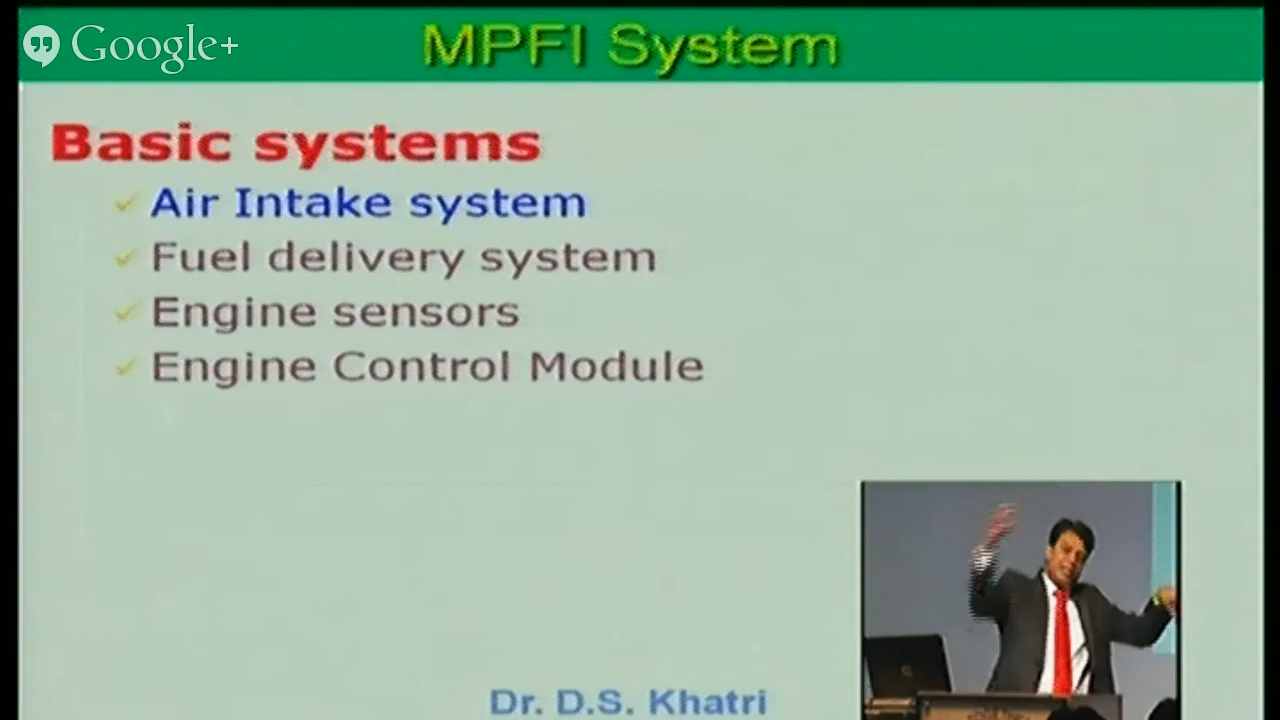 Google+
MPFI System
Basic systems
Air Intake system
Fuel delivery system
Engine sensors
Engine Control Module
Dr. D.S. Khatri